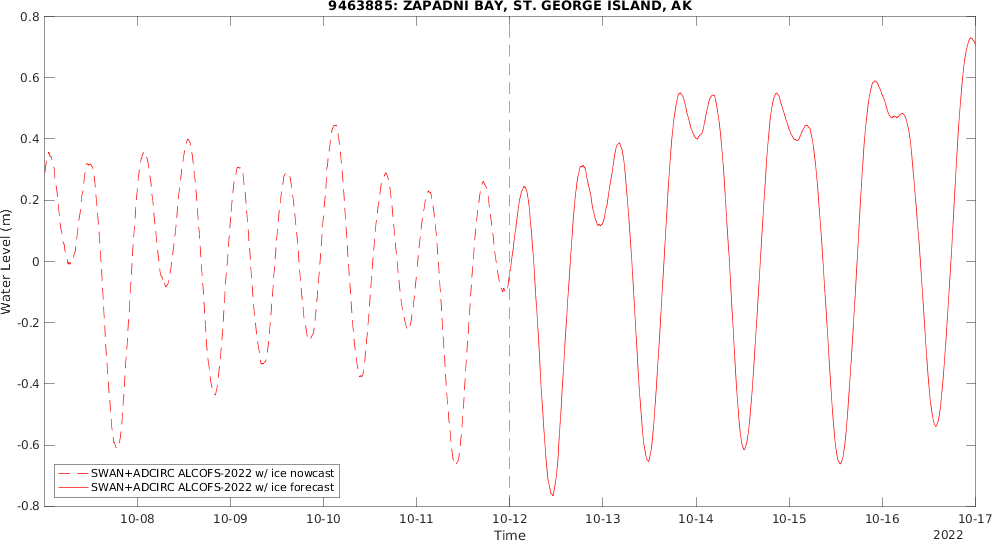 9463885: ZAPADNI BAY, ST. GEORGE ISLAND, AK
Water Level (m)
0.8
0.6
0.4
0.2
0
-0.2
-0.4
-0.6
-0.8
SWAN+ADCIRC ALCOFS-2022 w/ ice nowcast
SWAN+ADCIRC ALCOFS-2022 w/ ice forecast
10-08 10-09 10-10 10-11 10-12 10-13 10-14 10-15 10-16 10-17
Time
2022